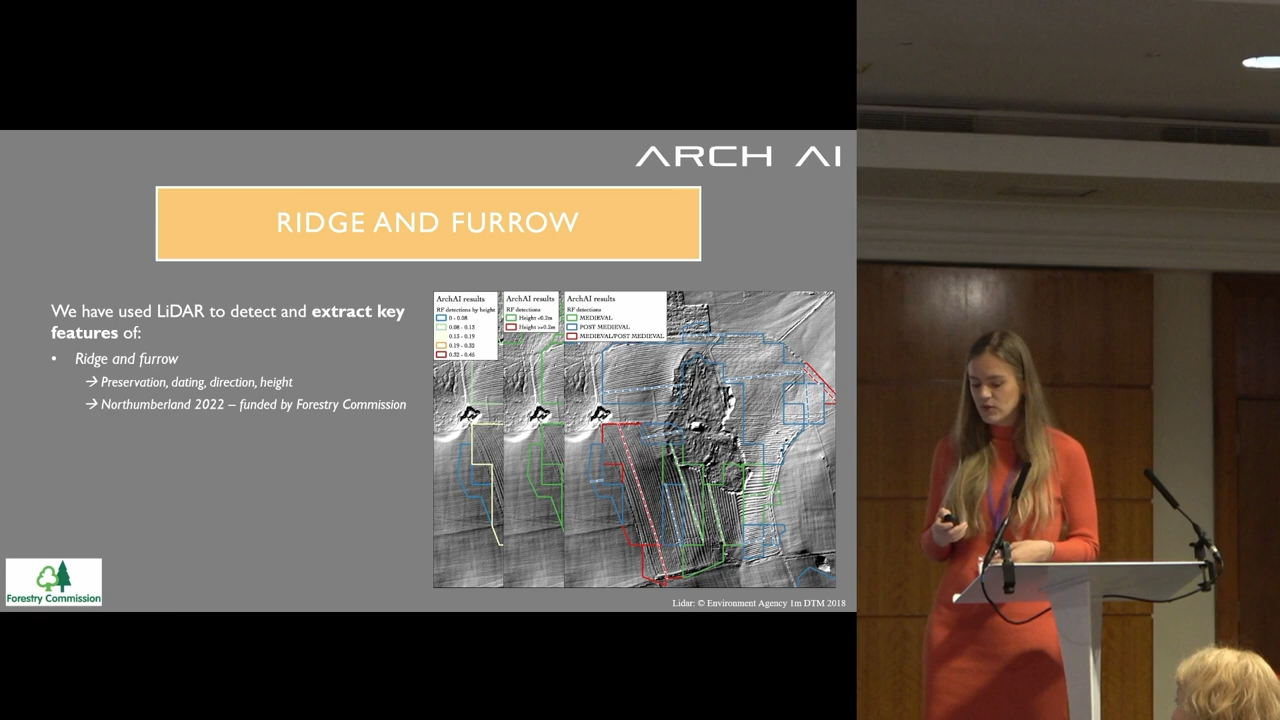 ARCH AI
RIDGE AND FURROW
We have used LiDAR to detect and extract key
features of:
• Ridge and furrow
→ Preservation, dating, direction, height
→ Northumberland 2022 – funded by Forestry Commission
ArchAI results
RF detections by height
0 - 0.08
0.08 - 0.13
0.13 - 0.19
0.19 - 0.32
0.32 - 0.45
ArchAI results
RF detections
Height <0.2m
Height >=0.2m
ArchAI results
RF detections
MEDIEVAL
POST MEDIEVAL
MEDIEVAL/POST MEDIEVAL
Forestry Commission
Lidar: © Environment Agency 1m DTM 2018